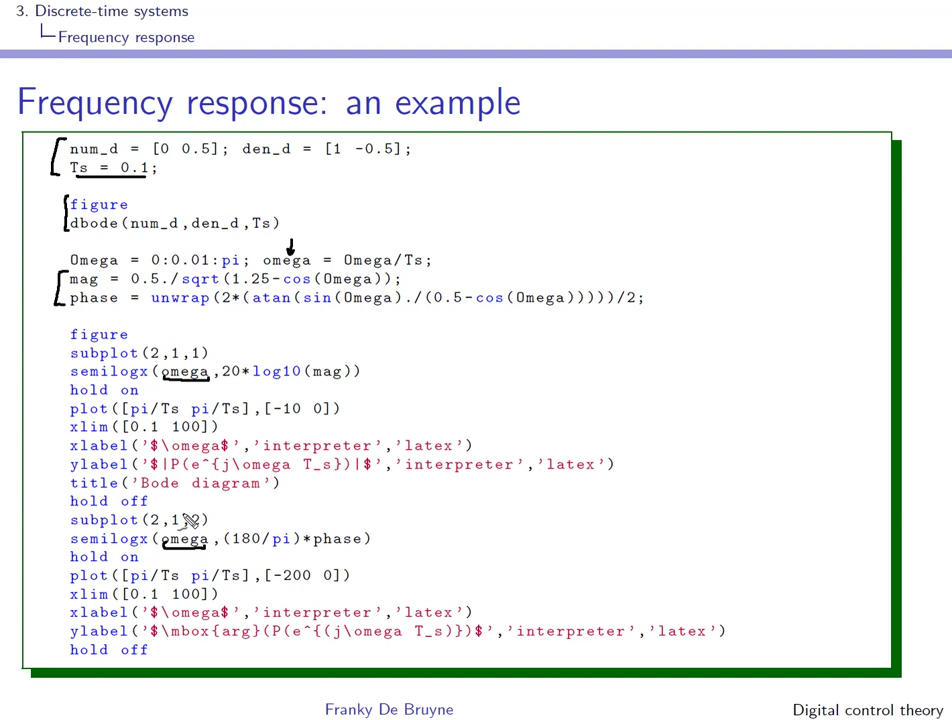 3. Discrete-time systems
Frequency response
Frequency response: an example
num_d = [0 0.5]; den_d = [1 -0.5];
Ts = 0.1;
figure
dbode(num_d,den_d,Ts)
Omega = 0:0.01:pi; omega = Omega/Ts;
mag = 0.5./sqrt(1.25-cos(Omega));
phase = unwrap(2*(atan(sin(Omega)./(0.5-cos(Omega)))))/2;
figure
subplot(2,1,1)
semilogx(omega,20*log10(mag))
hold on
plot([pi/Ts pi/Ts],[-10 0])
xlim([0.1 100])
xlabel('$\omega$','interpreter','latex')
ylabel('$|P(e^{j\omega T_s})|$','interpreter','latex')
title('Bode diagram')
hold off
subplot(2,1,2)
semilogx(omega,(180/pi)*phase)
hold on
plot([pi/Ts pi/Ts],[-200 0])
xlim([0.1 100])
xlabel('$\omega$','interpreter','latex')
ylabel('$\mbox{arg}(P(e^{(j\omega T_s)})$','interpreter','latex')
hold off
Franky De Bruyne
Digital control theory